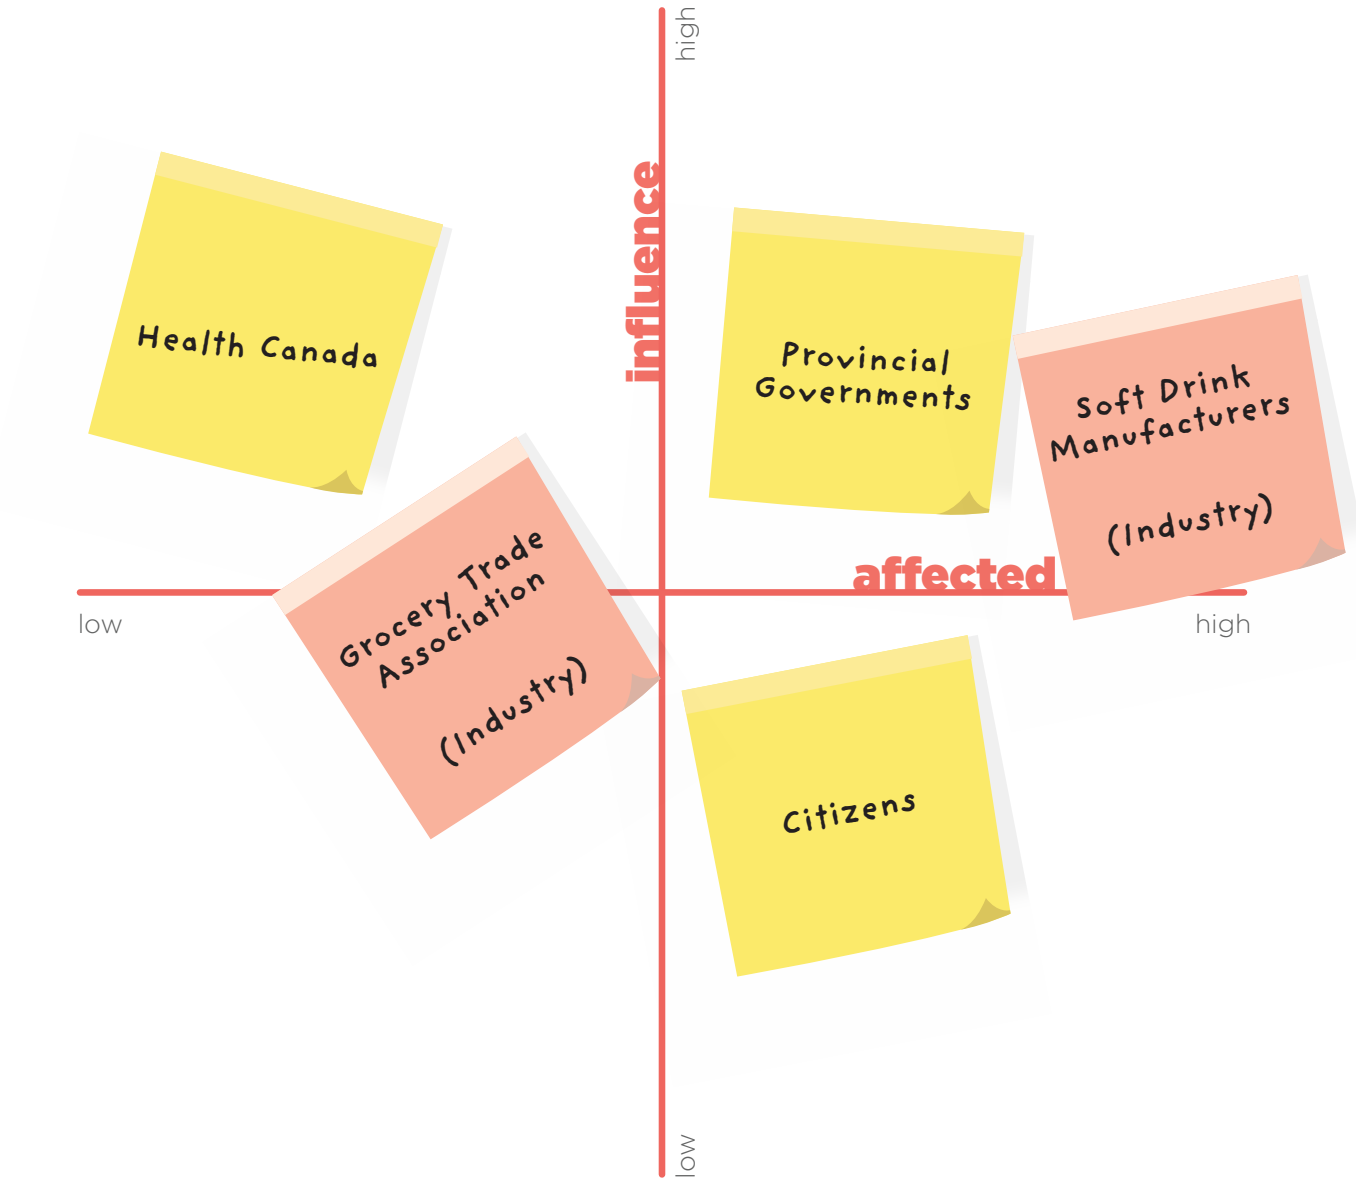 high
influence
Health Canada
Provincial
Governments
Soft Drink
Manufacturers
(Industry)
Grocery Trade
Association
(Industry)
affected
low
high
Citizens
low